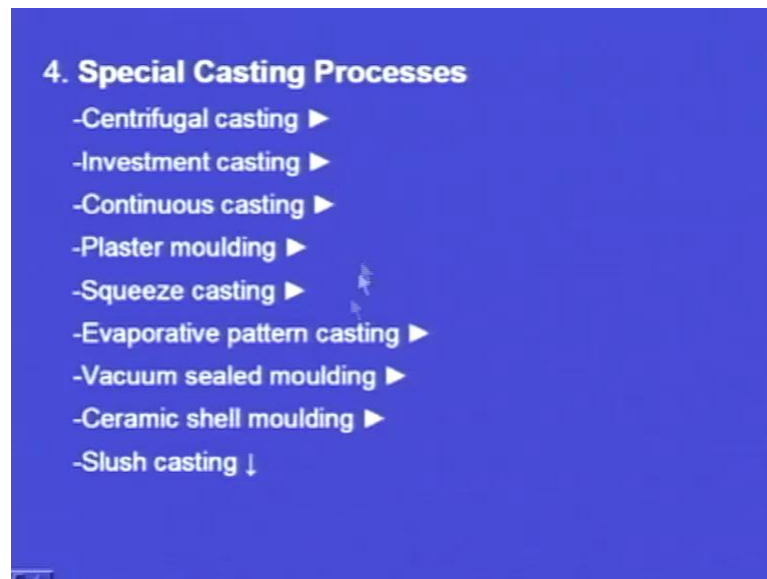 4. Special Casting Processes
-Centrifugal casting ►
-Investment casting ►
-Continuous casting ►
-Plaster moulding ►
-Squeeze casting ►
-Evaporative pattern casting ►
-Vacuum sealed moulding ►
-Ceramic shell moulding ►
-Slush casting ↓